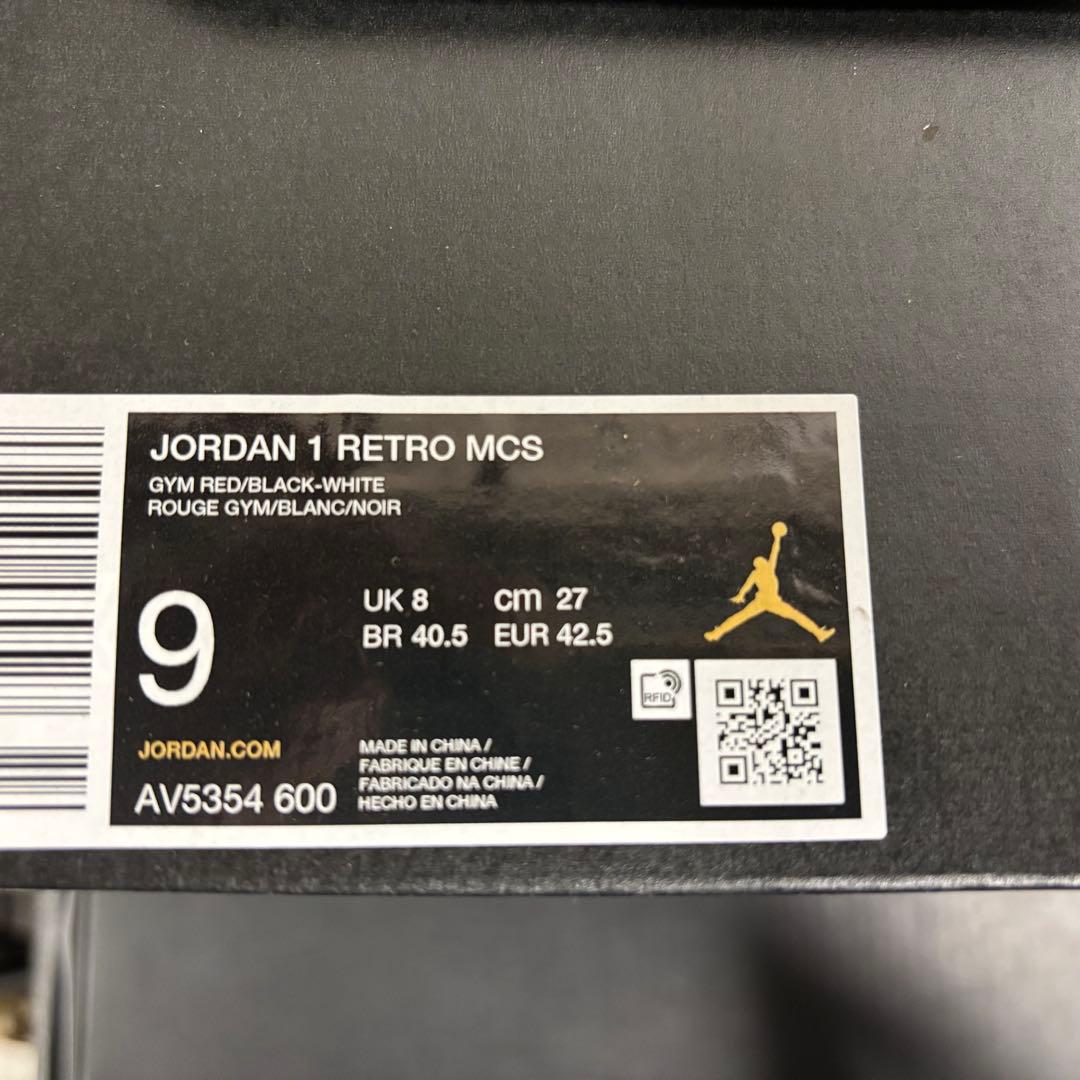 JORDAN 1 RETRO MCS
GYM RED/BLACK-WHITE
ROUGE GYM/BLANC/NOIR
9
UK 8 cm 27
BR 40.5 EUR 42.5
RFID
JORDAN.COM
AV5354 600
MADE IN CHINA /
FABRIQUE EN CHINE /
FABRICADO NA CHINA /
HECHO EN CHINA